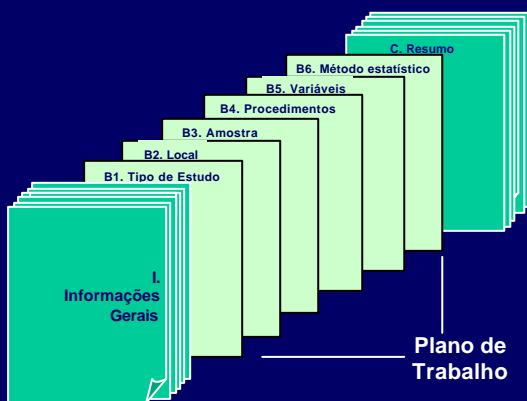 C. Resumo
B6. Método estatístico
B5. Variáveis
B4. Procedimentos
B3. Amostra
B2. Local
B1. Tipo de Estudo
I.
Informações
Gerais
Plano de
Trabalho